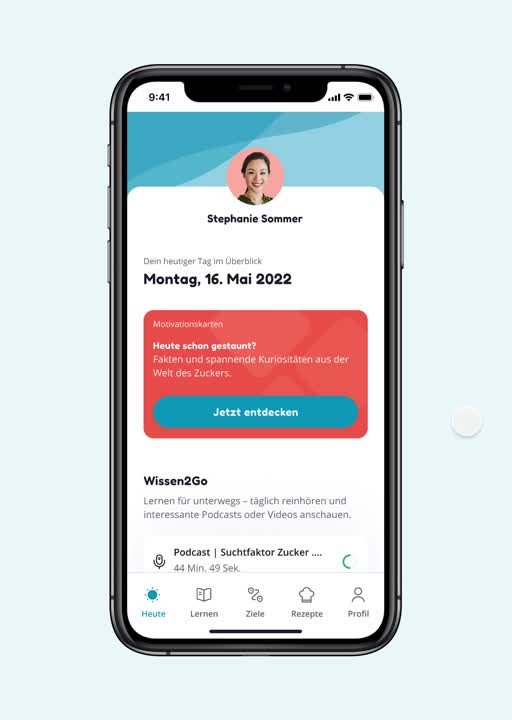 9:41
Stephanie Sommer
Dein heutiger Tag im Überblick
Montag, 16. Mai 2022
Motivationskarten
Heute schon gestaunt?
Fakten und spannende Kuriositäten aus der
Welt des Zuckers.
Jetzt entdecken
Wissen2Go
Lernen für unterwegs – täglich reinhören und
interessante Podcasts oder Videos anschauen.
Podcast | Suchtfaktor Zucker ....
44 Min. 49 Sek.
Heute Lernen Ziele Rezepte Profil